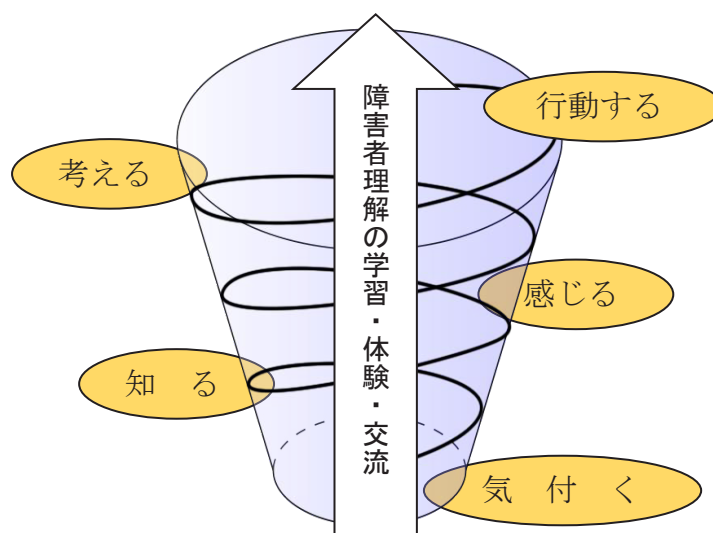 行動する
考える
障害者理解の学習・体験・交流
感じる
知　る
気　付　く